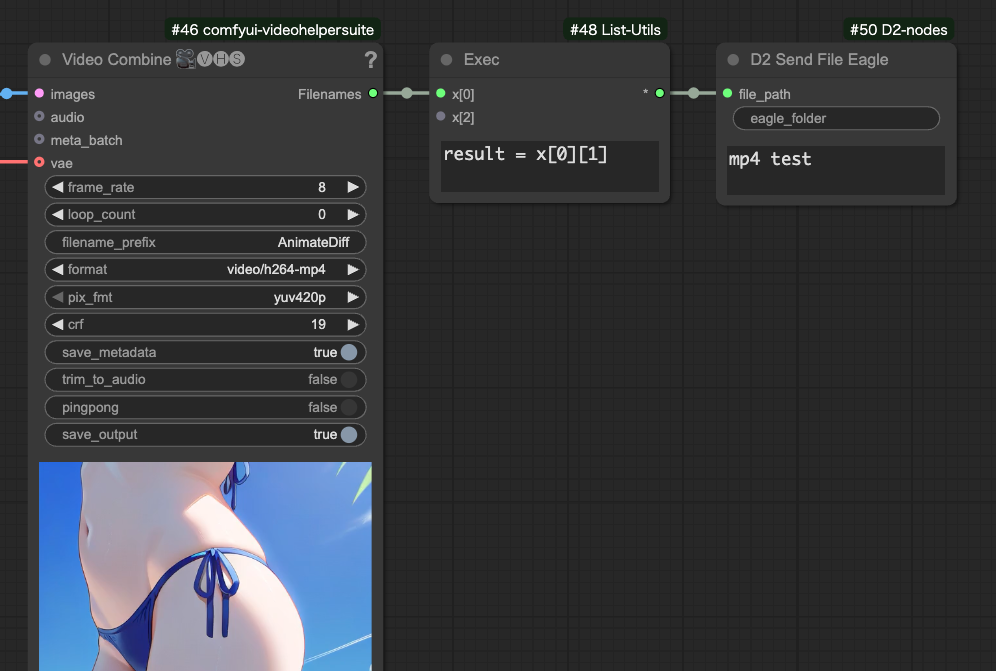 #46 comfyui-videohelpersuite
Video Combine 🎥🅥🅗🅢
?
images
Filenames
audio
meta_batch
vae
frame_rate 8
loop_count 0
filename_prefix AnimateDiff
format video/h264-mp4
pix_fmt yuv420p
crf 19
save_metadata true
trim_to_audio false
pingpong false
save_output true
#48 List-Utils
Exec
x[0] *
x[2]
result = x[0][1]
#50 D2-nodes
D2 Send File Eagle
file_path
eagle_folder
mp4 test